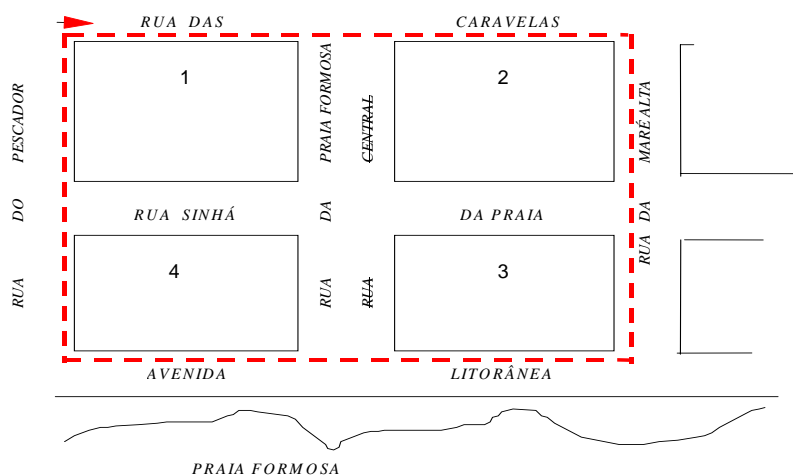 RUA DAS CARAVELAS
1
2
RUA DO PESCADOR
RUA DA PRAIA FORMOSA
RUA CENTRAL
RUA DA MARÉ ALTA
RUA SINHÁ DA PRAIA
4
3
AVENIDA LITORÂNEA
PRAIA FORMOSA